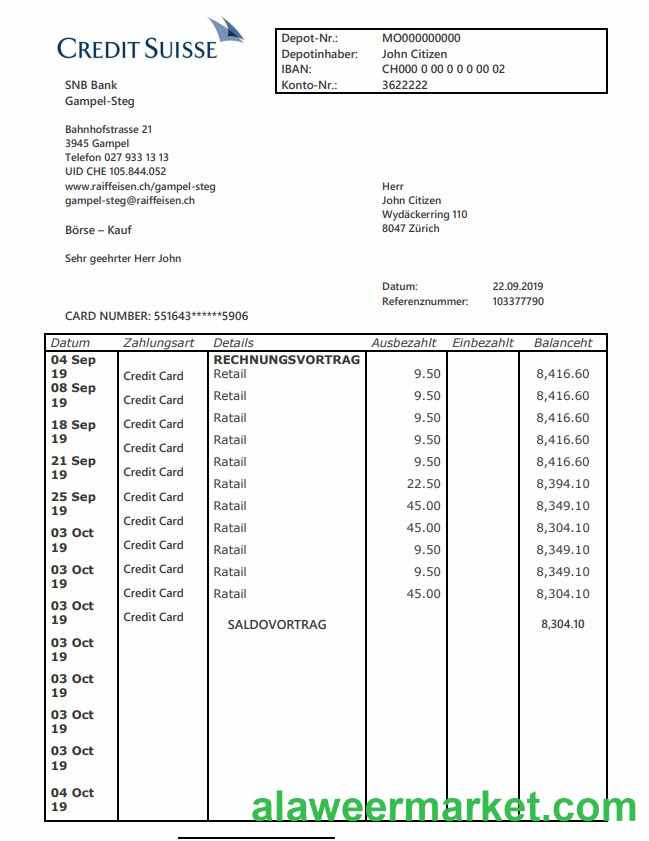 CREDIT SUISSE
Depot-Nr.: MO000000000
Depotinhaber: John Citizen
IBAN: CH000 0 00 0 0 0 00 02
Konto-Nr.: 3622222
SNB Bank
Gampel-Steg
Bahnhofstrasse 21
3945 Gampel
Telefon 027 933 13 13
UID CHE 105.844.052
www.raiffeisen.ch/gampel-steg
gampel-steg@raiffeisen.ch
Herr
John Citizen
Wydäckerring 110
8047 Zürich
Börse – Kauf
Sehr geehrter Herr John
Datum: 22.09.2019
Referenznummer: 103377790
CARD NUMBER: 551643******5906
Datum Zahlungsart Details Ausbezahlt Einbezahlt Balanceht
04 Sep RECHNUNGSVORTRAG
19 Credit Card Retail 9.50 8,416.60
08 Sep
19 Credit Card Retail 9.50 8,416.60
18 Sep Credit Card Ratail 9.50 8,416.60
19 Credit Card Ratail 9.50 8,416.60
21 Sep Credit Card Ratail 9.50 8,416.60
19 Credit Card Ratail 22.50 8,394.10
25 Sep Credit Card Ratail 45.00 8,349.10
19 Credit Card Ratail 45.00 8,304.10
03 Oct Credit Card Ratail 9.50 8,349.10
19 Credit Card Ratail 9.50 8,349.10
03 Oct Credit Card Ratail 45.00 8,304.10
19
03 Oct SALDOVORTRAG 8,304.10
19
03 Oct
19
03 Oct
19
03 Oct
19
03 Oct
19
04 Oct
19
alaweermarket.com